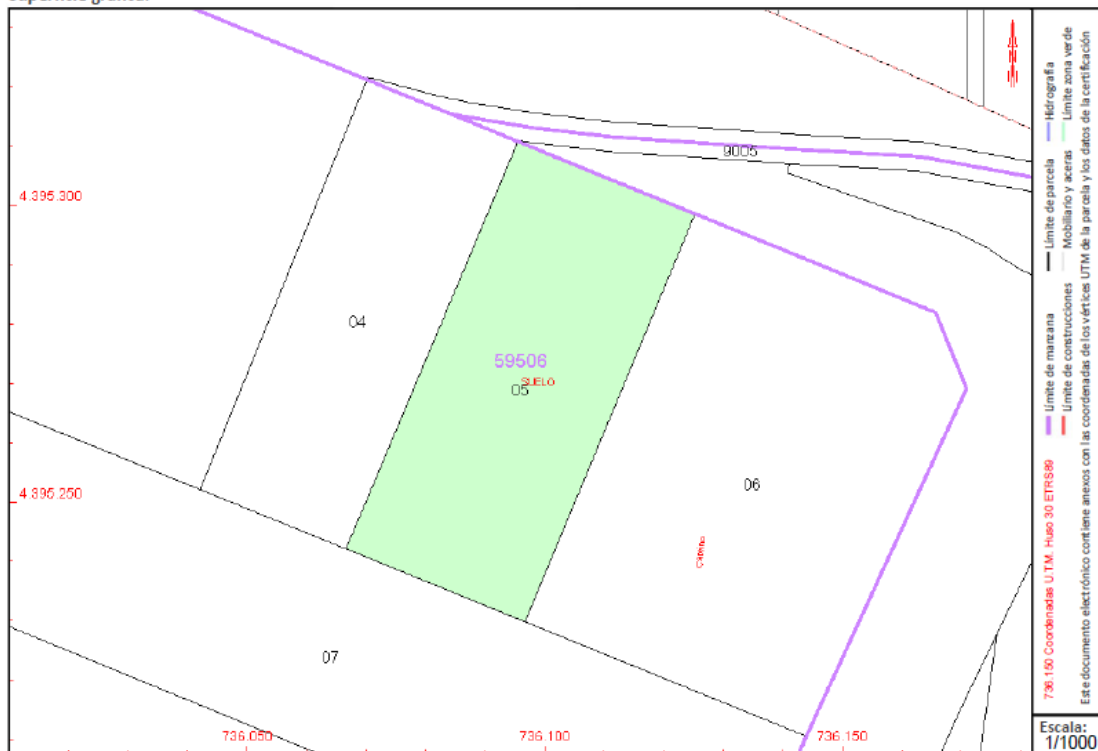 4.395.300
9005
04
59506
SUELO
05
4.395.250
06
07
736.050
736.100
736.150
736.150 Coordenadas U.T.M. Huso 30 ETRS89
Límite de manzana
Límite de construcciones
Límite de parcela
Mobiliario y aceras
Hidrografía
Límite zona verde
Este documento electrónico contiene anexos con las coordenadas de los vértices UTM de la parcela y los datos de la certificación
Escala:
1/1000